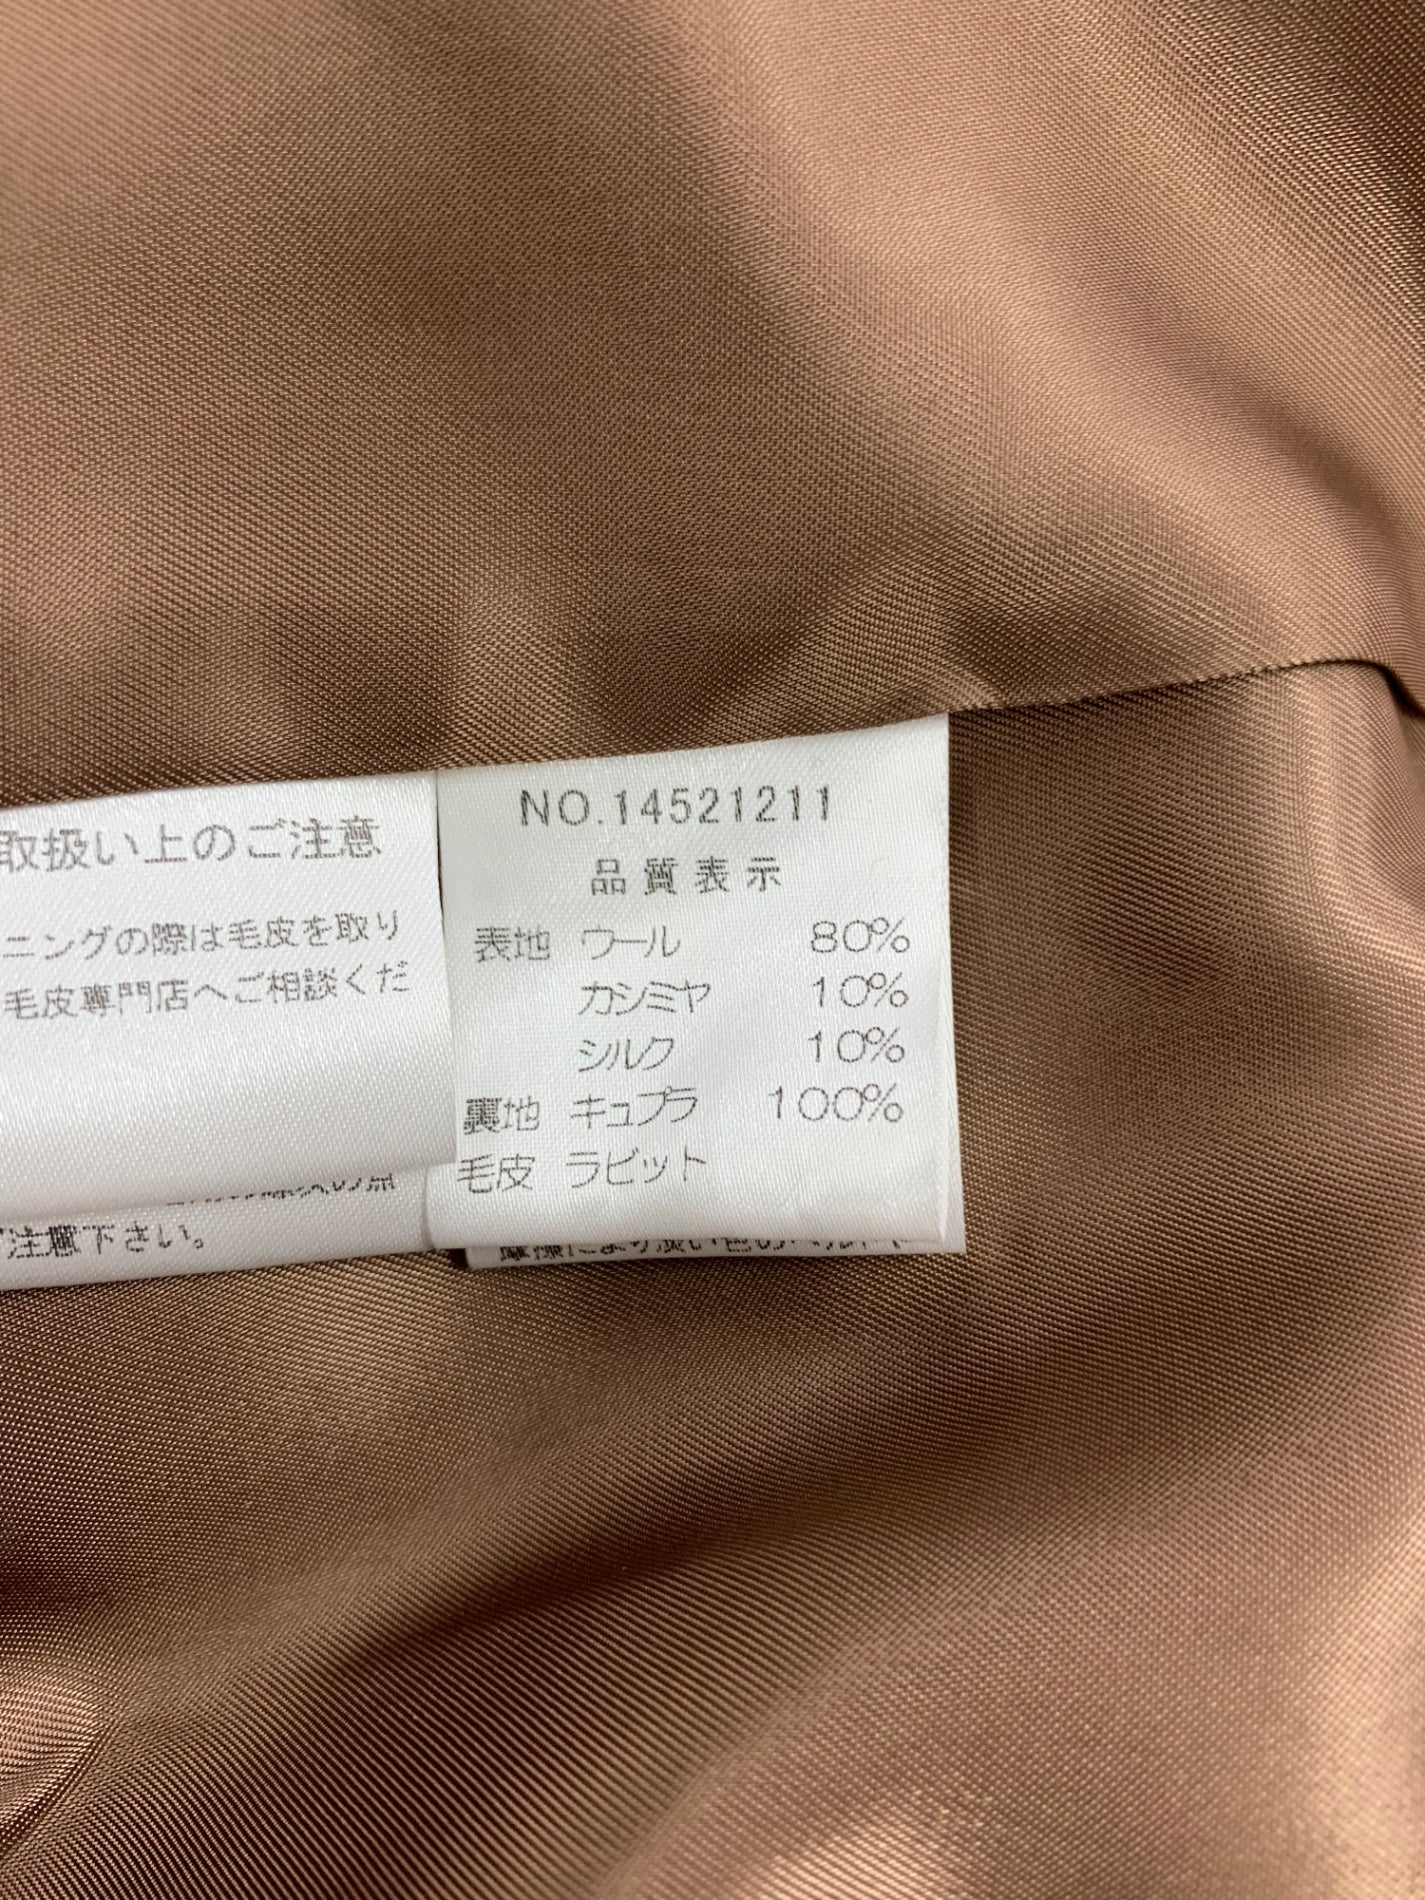 取扱い上のご注意
ニングの際は毛皮を取り
毛皮専門店へご相談くだ
ご注意下さい。
NO.14521211
品質表示
表地 ウール 80%
カシミヤ 10%
シルク 10%
裏地 キュプラ 100%
毛皮 ラビット